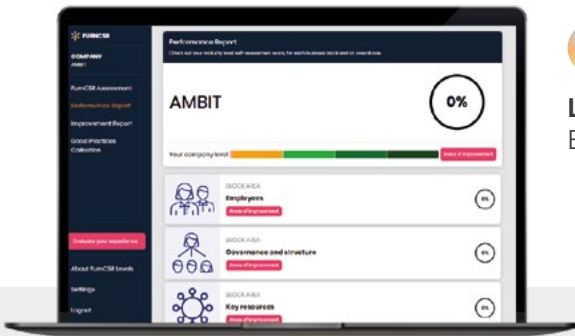 FURNCSR
COMPANY
AMBIT
FurnCSR Assessment
Performance Report
Improvement Report
Good Practices
Collection
Evaluate your experience
About FurnCSR Levels
Settings
Logout
Performance Report
AMBIT
0%
Your company level
Areas of improvement
BLOCK AREA
Employees
Areas of improvement
0%
BLOCK AREA
Governance and structure
Areas of improvement
0%
BLOCK AREA
Key resources
Areas of improvement
0%
L
E